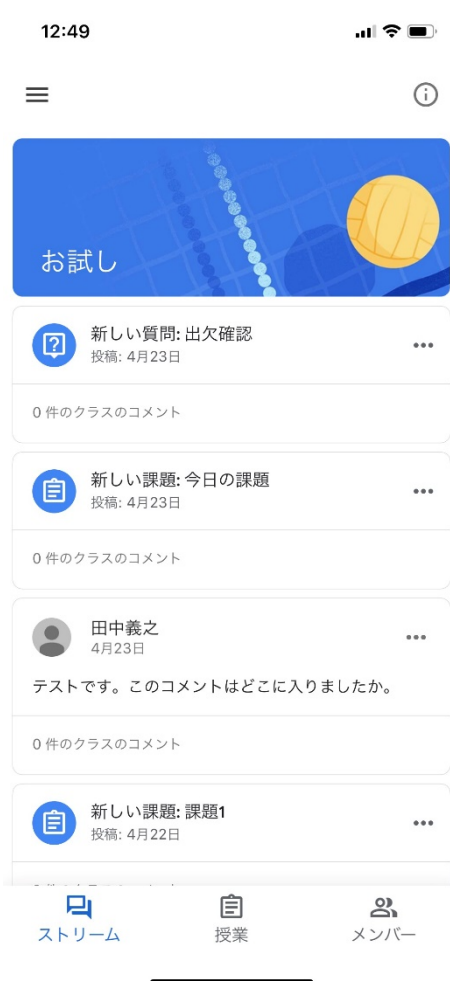 12:49
お試し
新しい質問: 出欠確認
投稿: 4月23日
0 件のクラスのコメント
新しい課題: 今日の課題
投稿: 4月23日
0 件のクラスのコメント
田中義之
4月23日
テストです。このコメントはどこに入りましたか。
0 件のクラスのコメント
新しい課題: 課題1
投稿: 4月22日
ストリーム
授業
メンバー